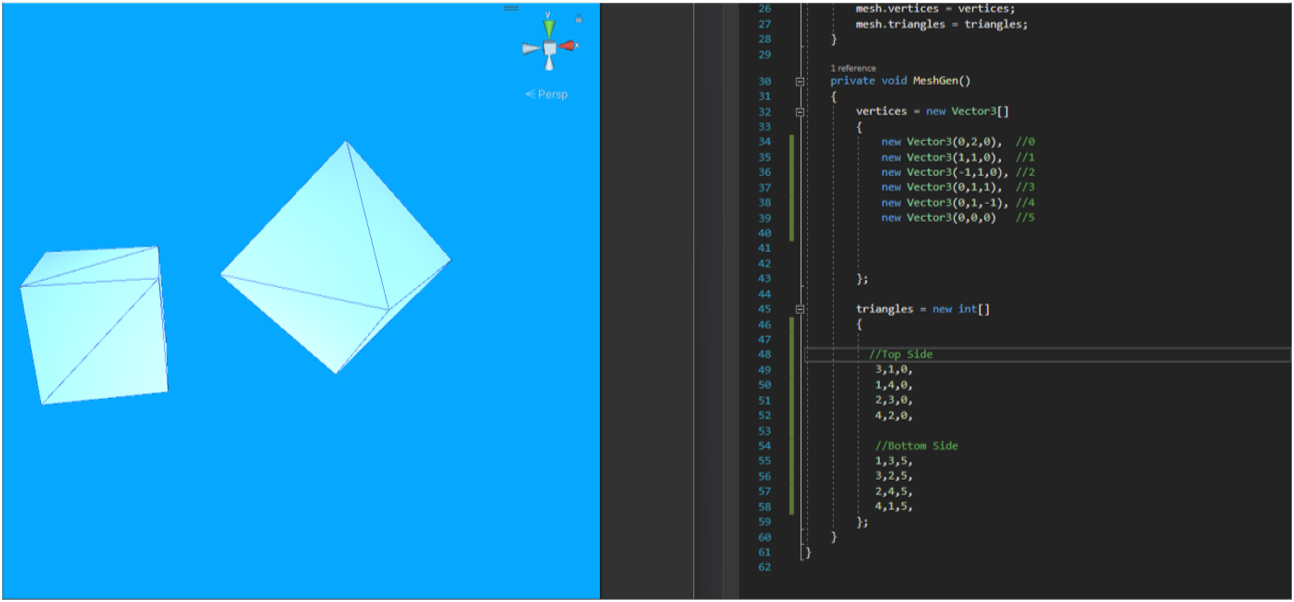 y
x
Persp
26 mesh.vertices = vertices;
27 mesh.triangles = triangles;
28 }
29
1 reference
30 private void MeshGen()
31 {
32 vertices = new Vector3[]
33 {
34 new Vector3(0,2,0), //0
35 new Vector3(1,1,0), //1
36 new Vector3(-1,1,0), //2
37 new Vector3(0,1,1), //3
38 new Vector3(0,1,-1), //4
39 new Vector3(0,0,0) //5
40
41
42
43 };
44
45 triangles = new int[]
46 {
47
48 //Top Side
49 3,1,0,
50 1,4,0,
51 2,3,0,
52 4,2,0,
53
54 //Bottom Side
55 1,3,5,
56 3,2,5,
57 2,4,5,
58 4,1,5,
59 };
60 }
61 }
62